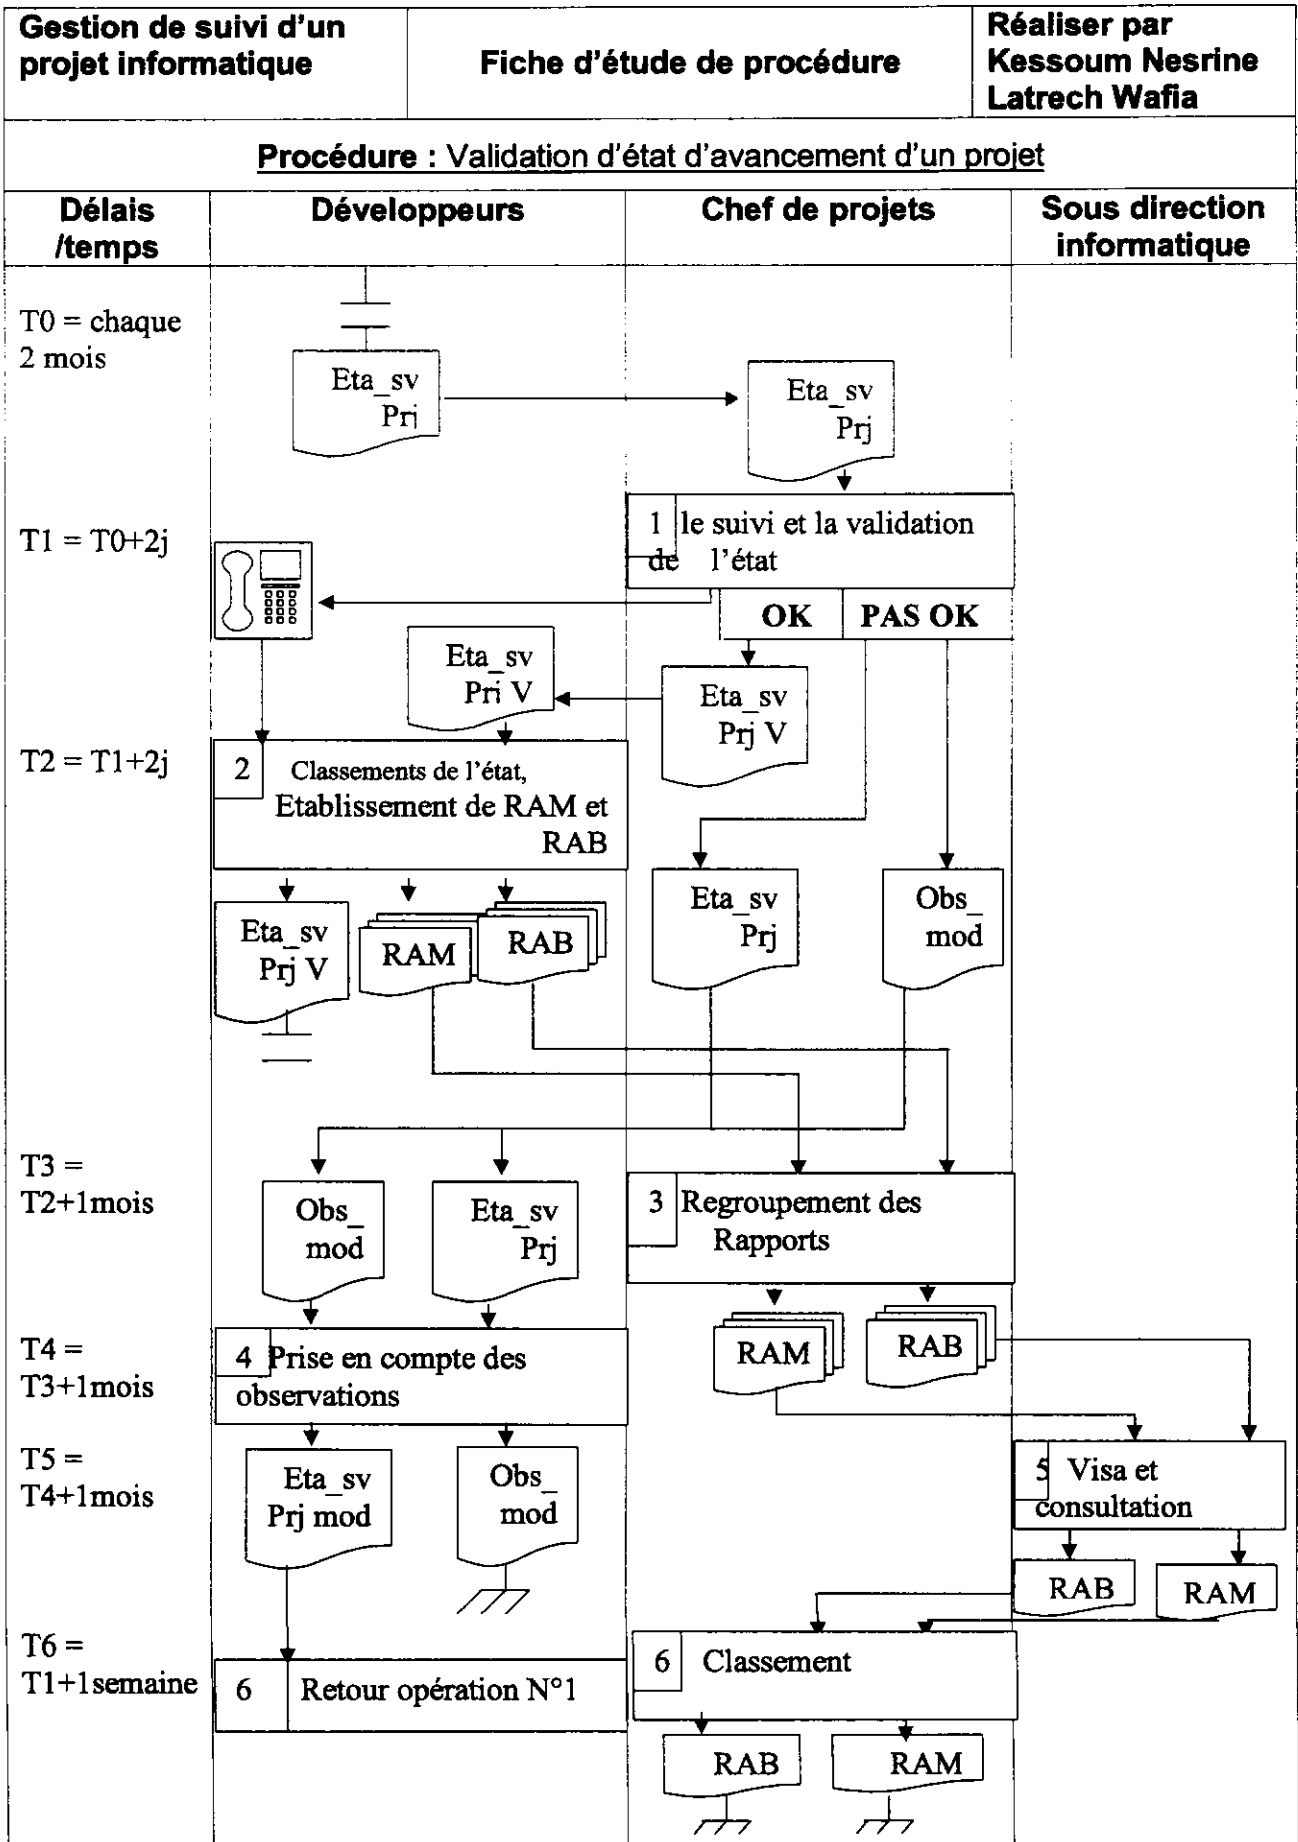 Gestion de suivi d'un
projet informatique
Fiche d'étude de procédure
Réaliser par
Kessoum Nesrine
Latrech Wafia
Procédure : Validation d'état d'avancement d'un projet
Délais
/temps
Développeurs
Chef de projets
Sous direction
informatique
T0 = chaque
2 mois
Eta_sv
Prj
Eta_sv
Prj
T1 = T0+2j
1 le suivi et la validation
de l'état
OK
PAS OK
Eta_sv
Prj V
Eta_sv
Prj V
T2 = T1+2j
2 Classements de l'état,
Etablissement de RAM et
RAB
Eta_sv
Prj
Obs_
mod
Eta_sv
Prj V
RAM
RAB
T3 =
T2+1mois
Obs_
mod
Eta_sv
Prj
3 Regroupement des
Rapports
T4 =
T3+1mois
4 Prise en compte des
observations
RAM
RAB
T5 =
T4+1mois
Eta_sv
Prj mod
Obs_
mod
5 Visa et
consultation
RAB
RAM
T6 =
T1+1semaine
6 Retour opération N°1
6 Classement
RAB
RAM